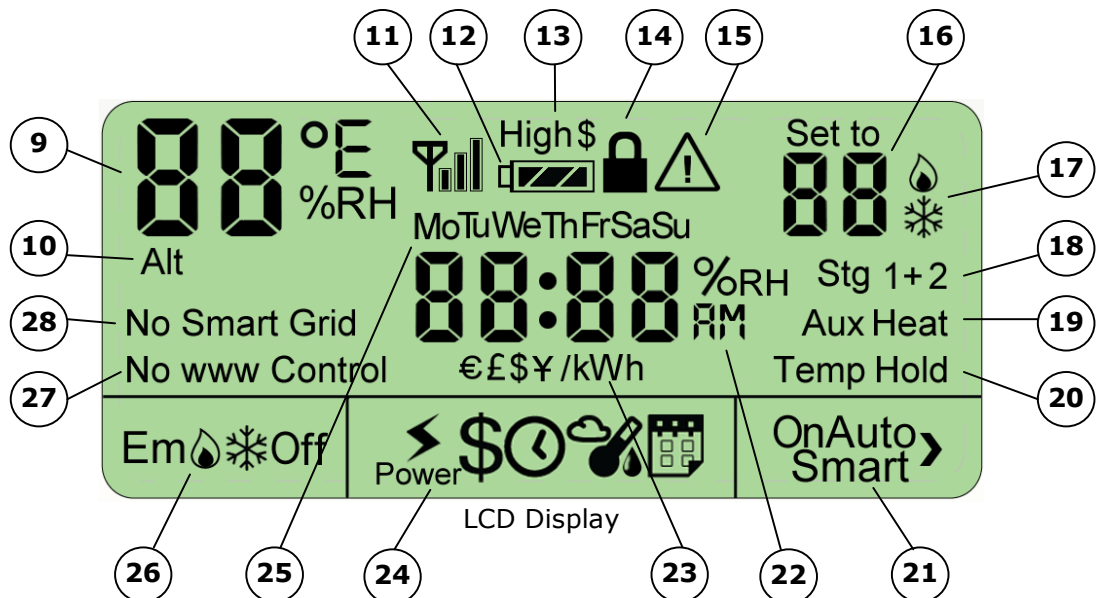 11 12 13 14 15 16
9
88 °E
%RH
High $
Set to
88
17
MoTuWeThFrSaSu
10
Alt
88:88 %RH
AM
Stg 1+2
18
28
No Smart Grid
Aux Heat
19
27
No www Control
€£$¥/kWh
Temp Hold
20
Em Off
Power
$
OnAuto
Smart
LCD Display
26 25 24 23 22 21